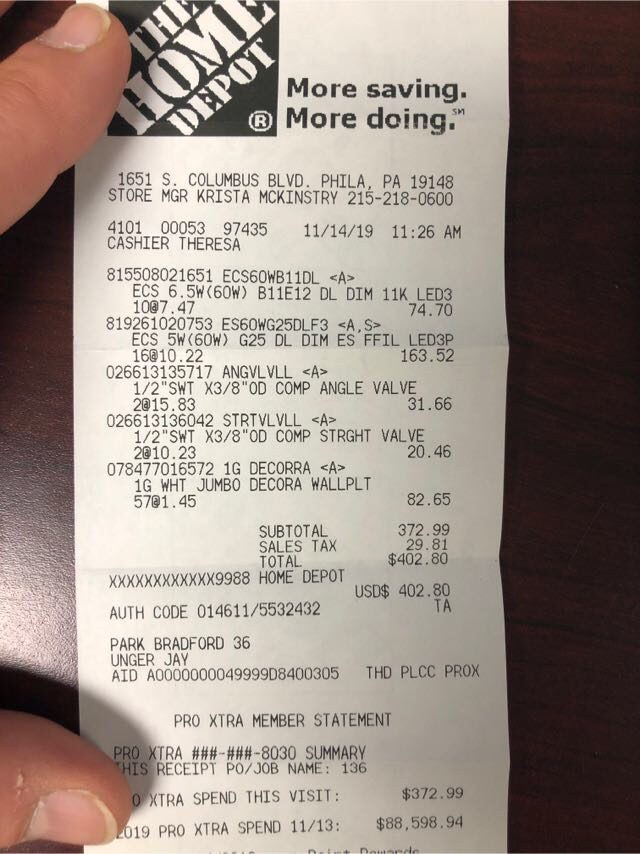 THE
HOME
DEPOT
®
More saving.
More doing.℠
1651 S. COLUMBUS BLVD. PHILA, PA 19148
STORE MGR KRISTA MCKINSTRY 215-218-0600
4101 00053 97435 11/14/19 11:26 AM
CASHIER THERESA
815508021651 ECS60WB11DL <A>
ECS 6.5W(60W) B11E12 DL DIM 11K LED3
10@7.47 74.70
819261020753 ES60WG25DLF3 <A,S>
ECS 5W(60W) G25 DL DIM ES FFIL LED3P
16@10.22 163.52
026613135717 ANGVLVLL <A>
1/2"SWT X3/8"OD COMP ANGLE VALVE
2@15.83 31.66
026613136042 STRTVLVLL <A>
1/2"SWT X3/8"OD COMP STRGHT VALVE
2@10.23 20.46
078477016572 1G DECORRA <A>
1G WHT JUMBO DECORA WALLPLT
57@1.45 82.65
SUBTOTAL 372.99
SALES TAX 29.81
TOTAL $402.80
XXXXXXXXXXXX9988 HOME DEPOT
USD$ 402.80
AUTH CODE 014611/5532432 TA
PARK BRADFORD 36
UNGER JAY
AID A0000000049999D8400305 THD PLCC PROX
PRO XTRA MEMBER STATEMENT
PRO XTRA ###-###-8030 SUMMARY
THIS RECEIPT PO/JOB NAME: 136
XTRA SPEND THIS VISIT: $372.99
2019 PRO XTRA SPEND 11/13: $88,598.94